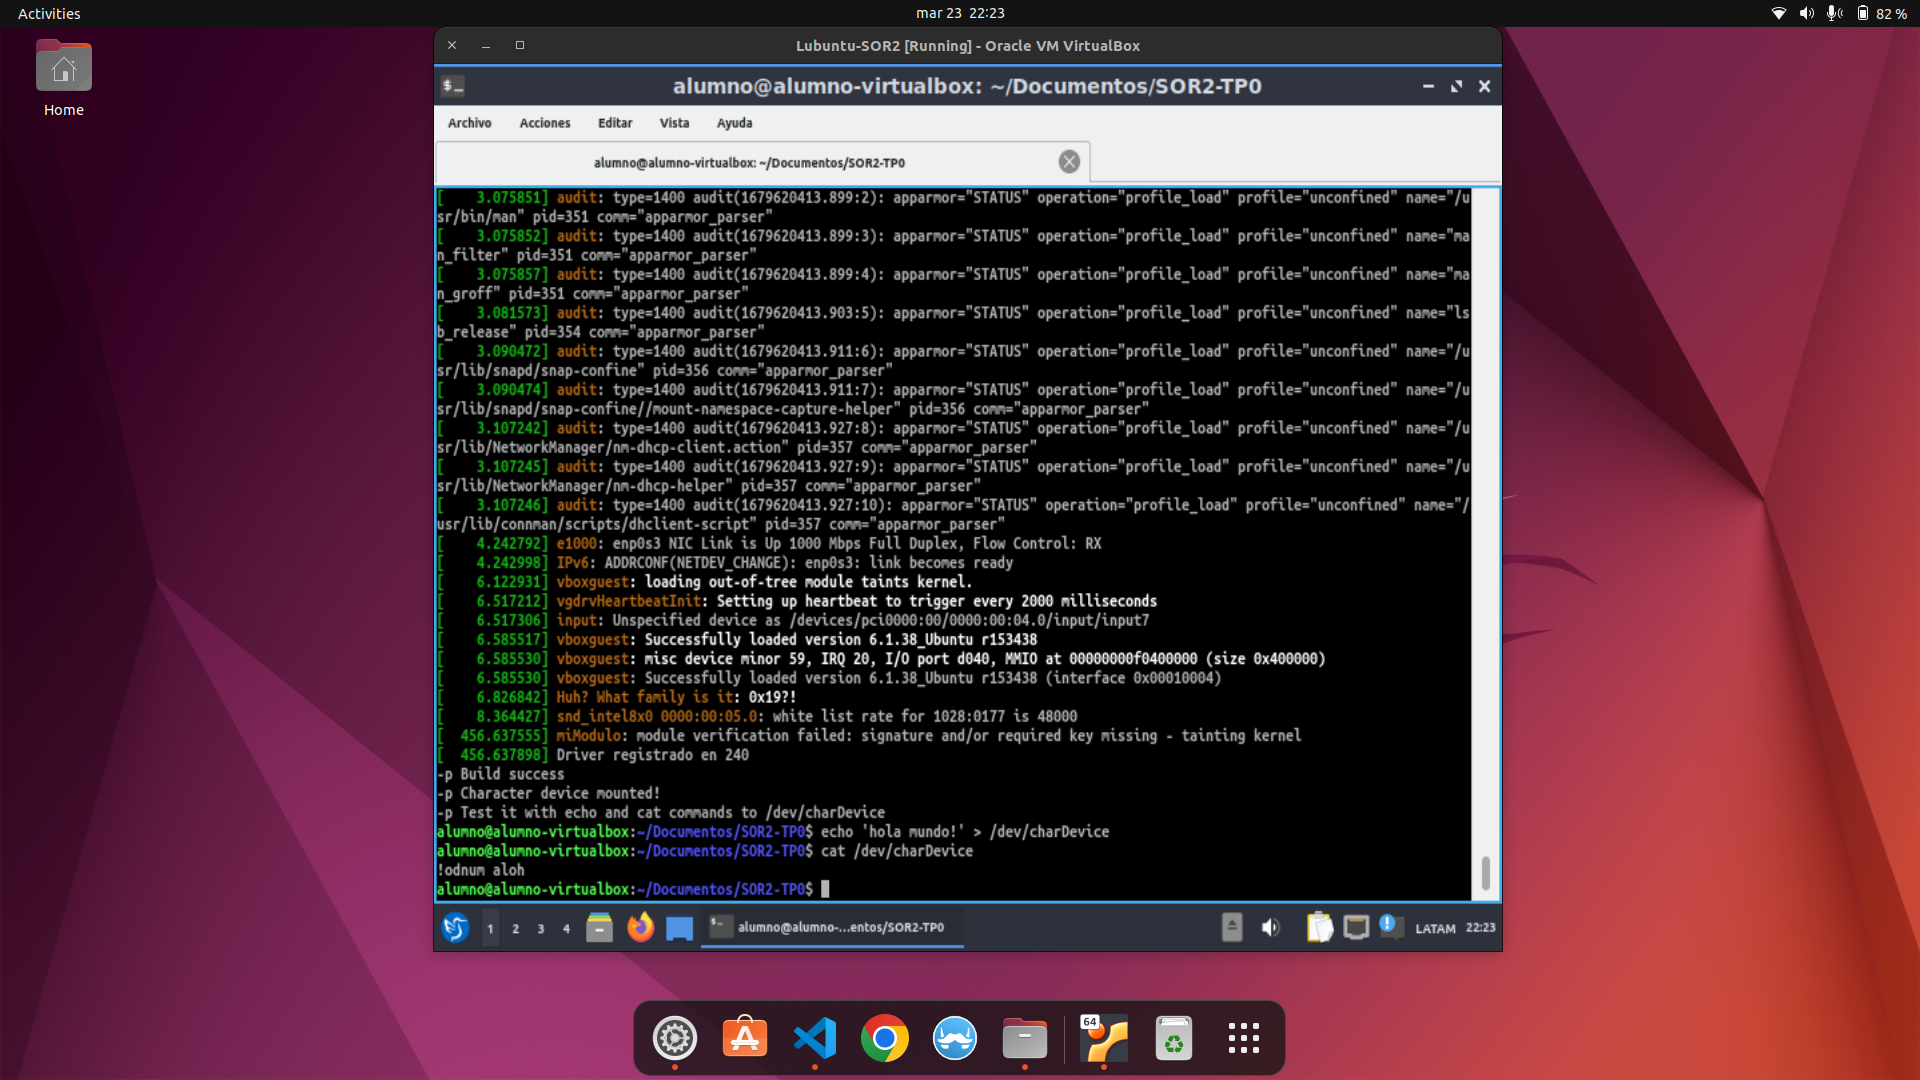 Activities
mar 23 22:23
82 %
Home
Lubuntu-SOR2 [Running] - Oracle VM VirtualBox
alumno@alumno-virtualbox: ~/Documentos/SOR2-TP0
Archivo Acciones Editar Vista Ayuda
alumno@alumno-virtualbox: ~/Documentos/SOR2-TP0
[    3.075851] audit: type=1400 audit(1679620413.899:2): apparmor="STATUS" operation="profile_load" profile="unconfined" name="/u
sr/bin/man" pid=351 comm="apparmor_parser"
[    3.075852] audit: type=1400 audit(1679620413.899:3): apparmor="STATUS" operation="profile_load" profile="unconfined" name="ma
n_filter" pid=351 comm="apparmor_parser"
[    3.075857] audit: type=1400 audit(1679620413.899:4): apparmor="STATUS" operation="profile_load" profile="unconfined" name="ma
n_groff" pid=351 comm="apparmor_parser"
[    3.081573] audit: type=1400 audit(1679620413.903:5): apparmor="STATUS" operation="profile_load" profile="unconfined" name="ls
b_release" pid=354 comm="apparmor_parser"
[    3.090472] audit: type=1400 audit(1679620413.911:6): apparmor="STATUS" operation="profile_load" profile="unconfined" name="/u
sr/lib/snapd/snap-confine" pid=356 comm="apparmor_parser"
[    3.090474] audit: type=1400 audit(1679620413.911:7): apparmor="STATUS" operation="profile_load" profile="unconfined" name="/u
sr/lib/snapd/snap-confine//mount-namespace-capture-helper" pid=356 comm="apparmor_parser"
[    3.107242] audit: type=1400 audit(1679620413.927:8): apparmor="STATUS" operation="profile_load" profile="unconfined" name="/u
sr/lib/NetworkManager/nm-dhcp-client.action" pid=357 comm="apparmor_parser"
[    3.107245] audit: type=1400 audit(1679620413.927:9): apparmor="STATUS" operation="profile_load" profile="unconfined" name="/u
sr/lib/NetworkManager/nm-dhcp-helper" pid=357 comm="apparmor_parser"
[    3.107246] audit: type=1400 audit(1679620413.927:10): apparmor="STATUS" operation="profile_load" profile="unconfined" name="/
usr/lib/connman/scripts/dhclient-script" pid=357 comm="apparmor_parser"
[    4.242792] e1000: enp0s3 NIC Link is Up 1000 Mbps Full Duplex, Flow Control: RX
[    4.242998] IPv6: ADDRCONF(NETDEV_CHANGE): enp0s3: link becomes ready
[    6.122931] vboxguest: loading out-of-tree module taints kernel.
[    6.517212] vgdrvHeartbeatInit: Setting up heartbeat to trigger every 2000 milliseconds
[    6.517306] input: Unspecified device as /devices/pci0000:00/0000:00:04.0/input/input7
[    6.585517] vboxguest: Successfully loaded version 6.1.38_Ubuntu r153438
[    6.585530] vboxguest: misc device minor 59, IRQ 20, I/O port d040, MMIO at 00000000f0400000 (size 0x400000)
[    6.585530] vboxguest: Successfully loaded version 6.1.38_Ubuntu r153438 (interface 0x00010004)
[    6.826842] Huh? What family is it: 0x19?!
[    8.364427] snd_intel8x0 0000:00:05.0: white list rate for 1028:0177 is 48000
[  456.637555] miModulo: module verification failed: signature and/or required key missing - tainting kernel
[  456.637898] Driver registrado en 240
-p Build success
-p Character device mounted!
-p Test it with echo and cat commands to /dev/charDevice
alumno@alumno-virtualbox:~/Documentos/SOR2-TP0$ echo 'hola mundo!' > /dev/charDevice
alumno@alumno-virtualbox:~/Documentos/SOR2-TP0$ cat /dev/charDevice
!odnum aloh
alumno@alumno-virtualbox:~/Documentos/SOR2-TP0$
1 2 3 4
alumno@alumno-...entos/SOR2-TP0
LATAM 22:23
64